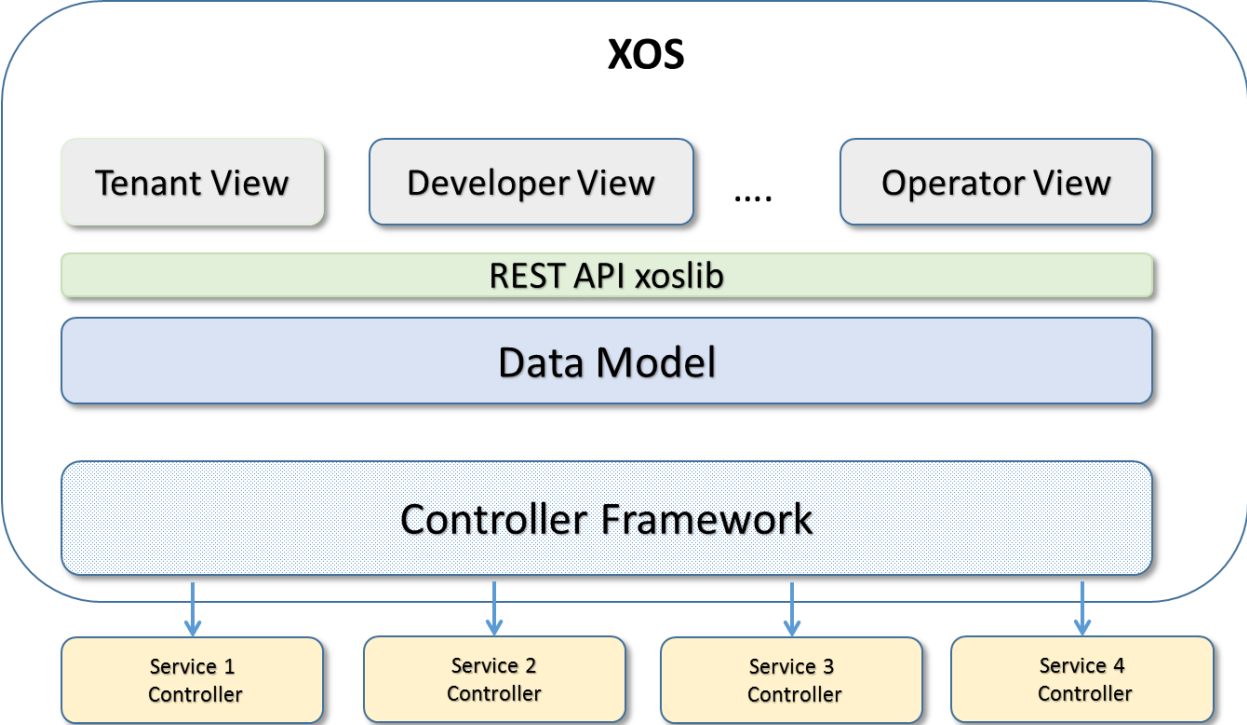 XOS
Tenant View
Developer View
....
Operator View
REST API xoslib
Data Model
Controller Framework
Service 1
Controller
Service 2
Controller
Service 3
Controller
Service 4
Controller